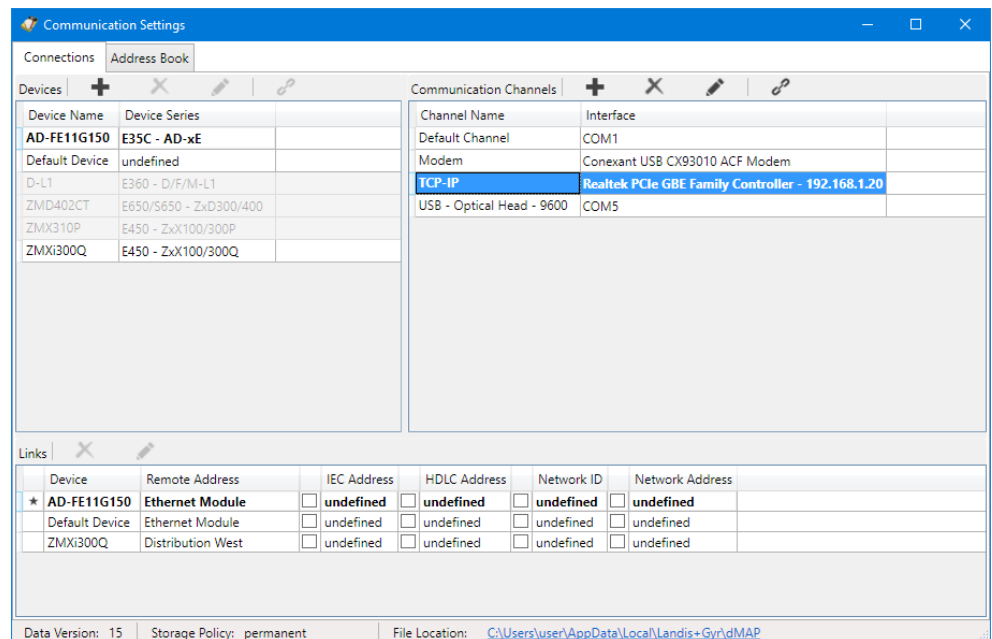 Communication Settings
Connections Address Book
Devices
Device Name Device Series
AD-FE11G150 E35C - AD-xE
Default Device undefined
D-L1 E360 - D/F/M-L1
ZMD402CT E650/S650 - ZxD300/400
ZMX310P E450 - ZxX100/300P
ZMXi300Q E450 - ZxX100/300Q
Communication Channels
Channel Name Interface
Default Channel COM1
Modem Conexant USB CX93010 ACF Modem
TCP-IP Realtek PCIe GBE Family Controller - 192.168.1.20
USB - Optical Head - 9600 COM5
Links
Device Remote Address IEC Address HDLC Address Network ID Network Address
★ AD-FE11G150 Ethernet Module undefined undefined undefined undefined
Default Device Ethernet Module undefined undefined undefined undefined
ZMXi300Q Distribution West undefined undefined undefined undefined
Data Version: 15 Storage Policy: permanent File Location: C:\Users\user\AppData\Local\Landis+Gyr\dMAP